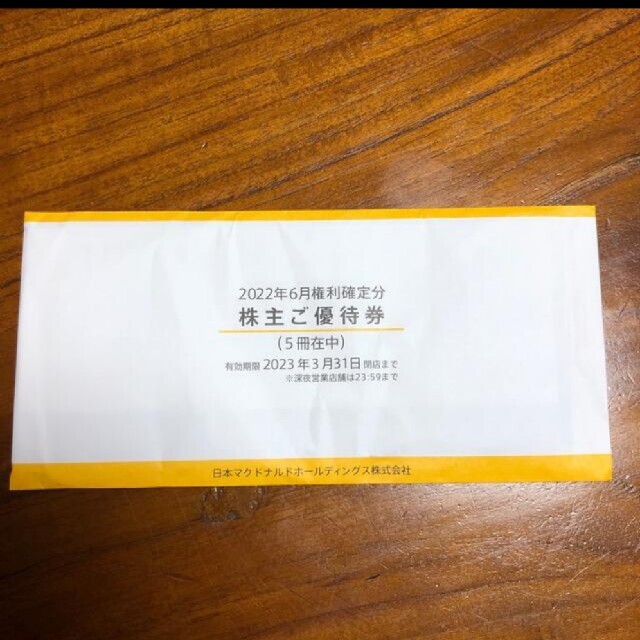 2022年6月権利確定分
株主ご優待券
(5冊在中)
有効期限 2023年3月31日 閉店まで
※深夜営業店舗は23:59まで
日本マクドナルドホールディングス株式会社